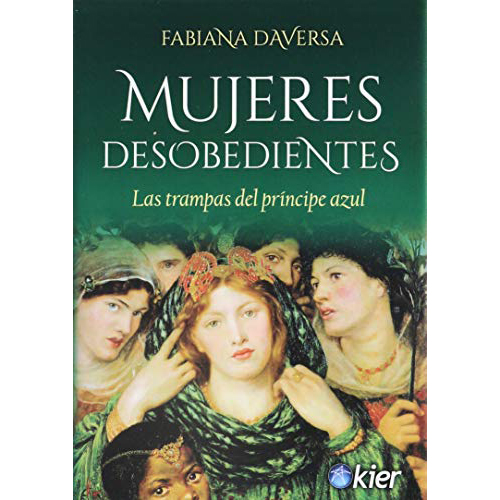 FABIANA DAVERSA
MUJERES
DESOBEDIENTES
Las trampas del príncipe azul
kier